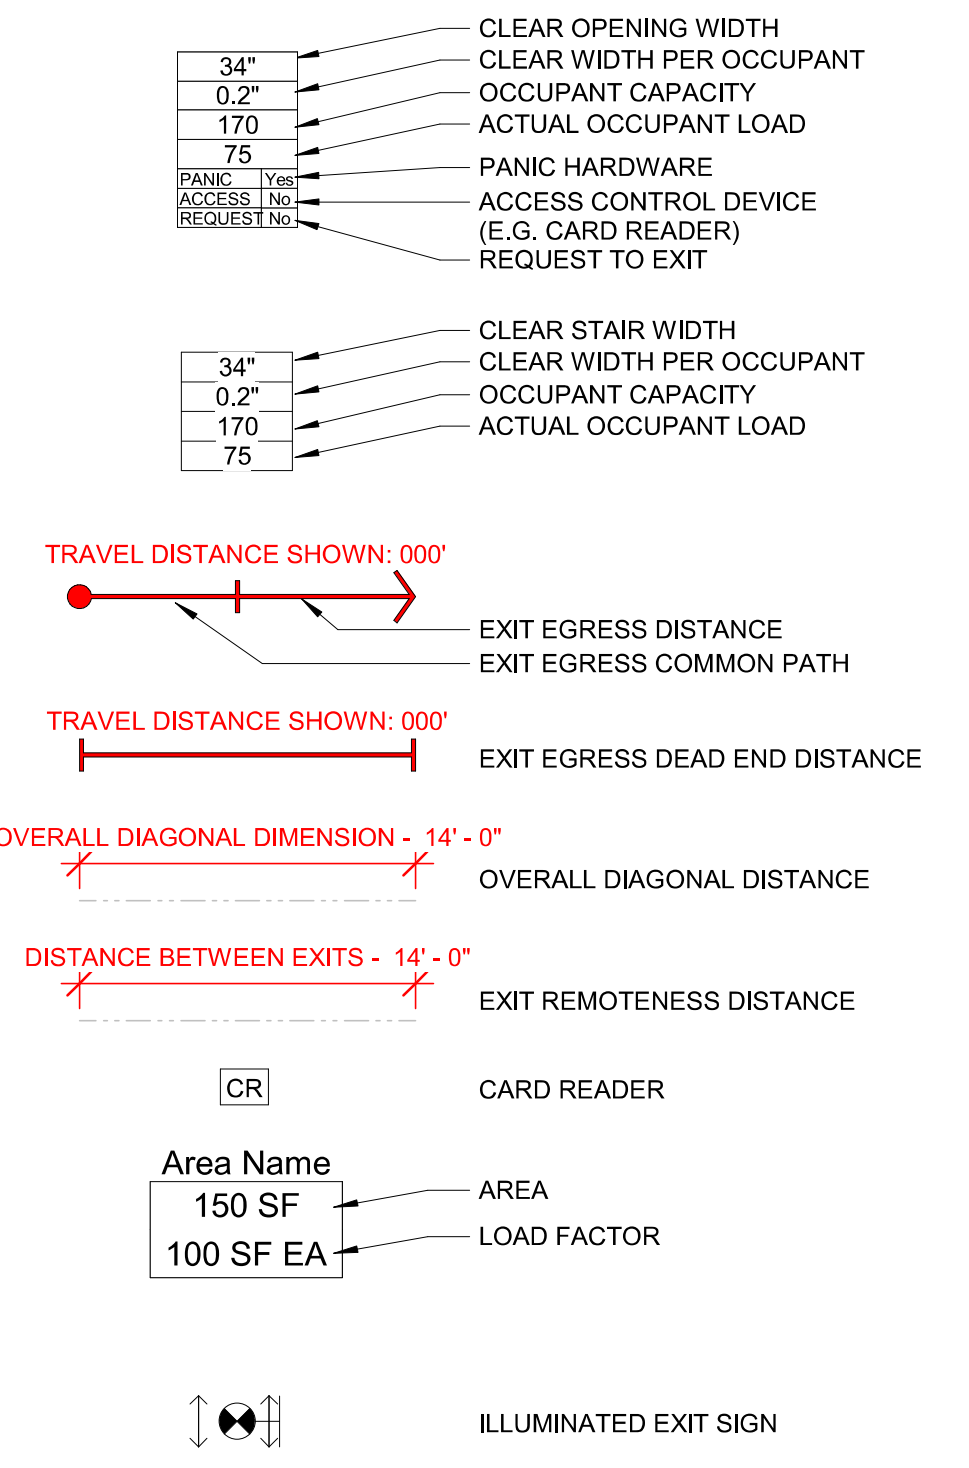 CLEAR OPENING WIDTH
34"
CLEAR WIDTH PER OCCUPANT
0.2"
OCCUPANT CAPACITY
170
ACTUAL OCCUPANT LOAD
75
PANIC HARDWARE
PANIC Yes
ACCESS No
ACCESS CONTROL DEVICE
(E.G. CARD READER)
REQUEST No
REQUEST TO EXIT
CLEAR STAIR WIDTH
34"
CLEAR WIDTH PER OCCUPANT
0.2"
OCCUPANT CAPACITY
170
ACTUAL OCCUPANT LOAD
75
TRAVEL DISTANCE SHOWN: 000'
EXIT EGRESS DISTANCE
EXIT EGRESS COMMON PATH
TRAVEL DISTANCE SHOWN: 000'
EXIT EGRESS DEAD END DISTANCE
OVERALL DIAGONAL DIMENSION - 14' - 0"
OVERALL DIAGONAL DISTANCE
DISTANCE BETWEEN EXITS - 14' - 0"
EXIT REMOTENESS DISTANCE
CR
CARD READER
Area Name
150 SF
AREA
100 SF EA
LOAD FACTOR
ILLUMINATED EXIT SIGN